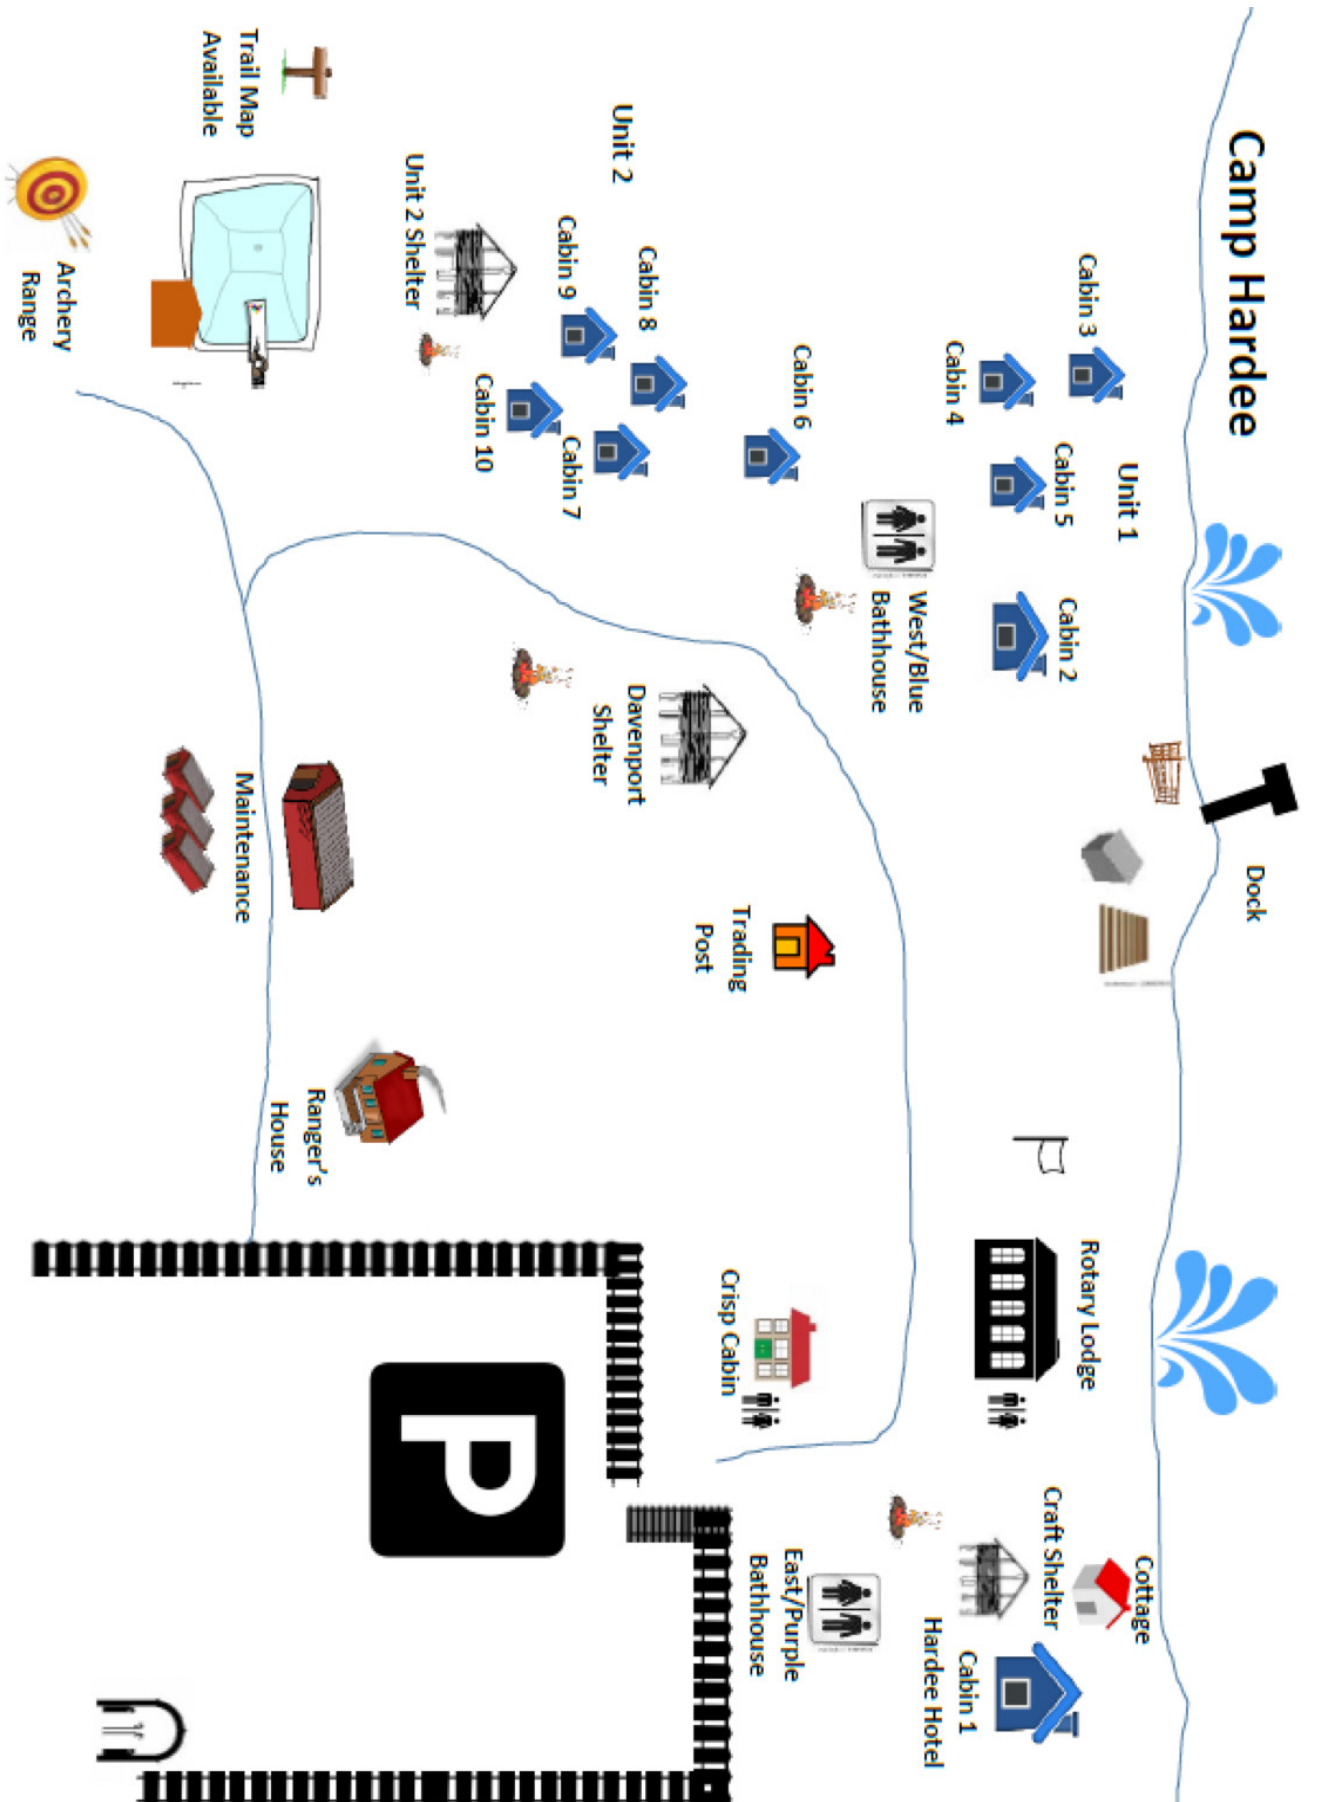 Camp Hardee
Dock
Cottage
Rotary Lodge
Craft Shelter
Unit 1
Cabin 3
Cabin 5
Cabin 2
Cabin 4
Cabin 1
Hardee Hotel
West/Blue
Bathhouse
Cabin 6
East/Purple
Bathhouse
Trading
Post
Crisp Cabin
Unit 2
Cabin 8
Davenport
Shelter
Cabin 9
Cabin 7
Cabin 10
Unit 2 Shelter
P
Ranger's
House
Trail Map
Available
Maintenance
Archery
Range